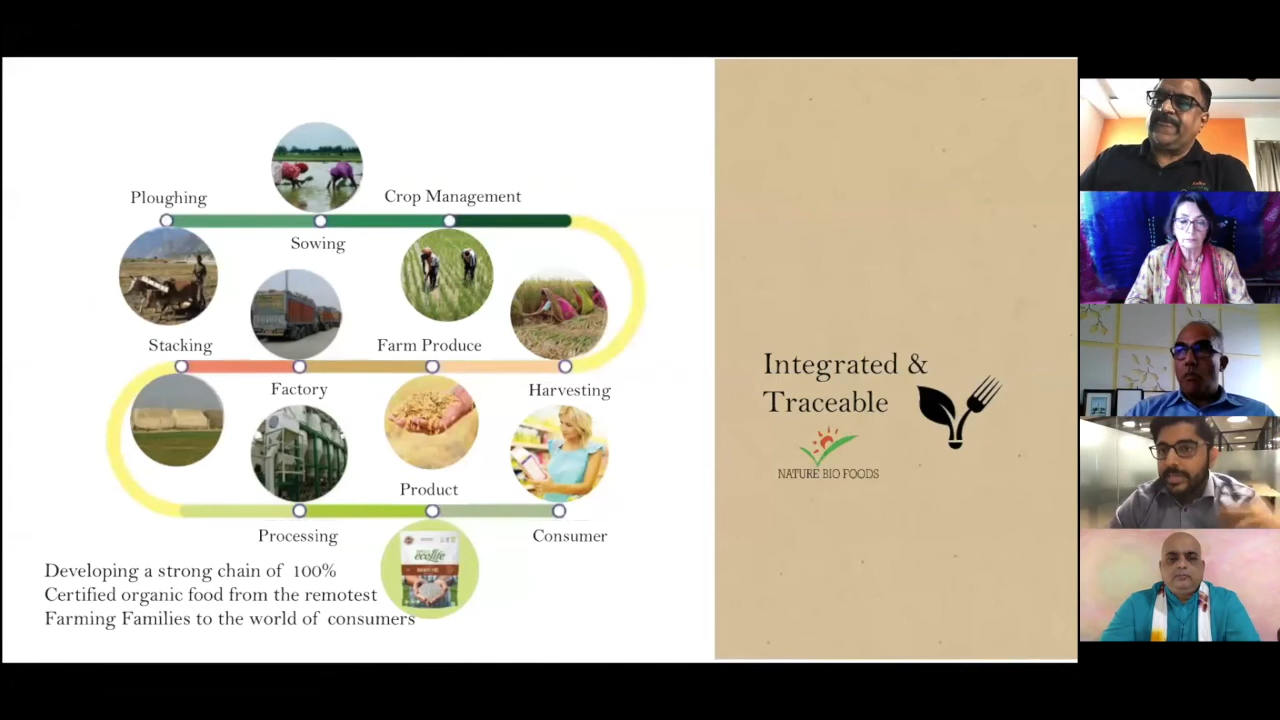 Ploughing
Crop Management
Sowing
Stacking
Farm Produce
Factory
Harvesting
Product
Processing
Consumer
ecolife
Developing a strong chain of 100%
Certified organic food from the remotest
Farming Families to the world of consumers
Integrated &
Traceable
NATURE BIO FOODS